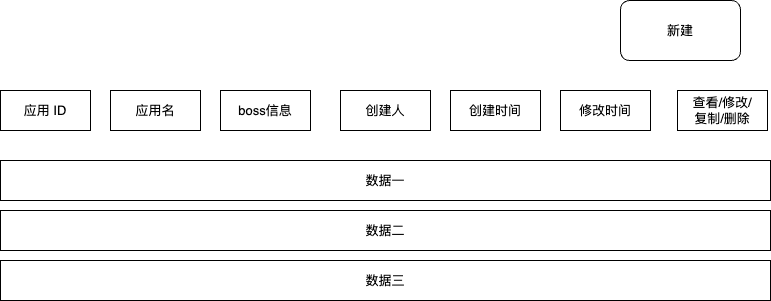 新建
应用 ID
应用名
boss信息
创建人
创建时间
修改时间
查看/修改/
复制/删除
数据一
数据二
数据三